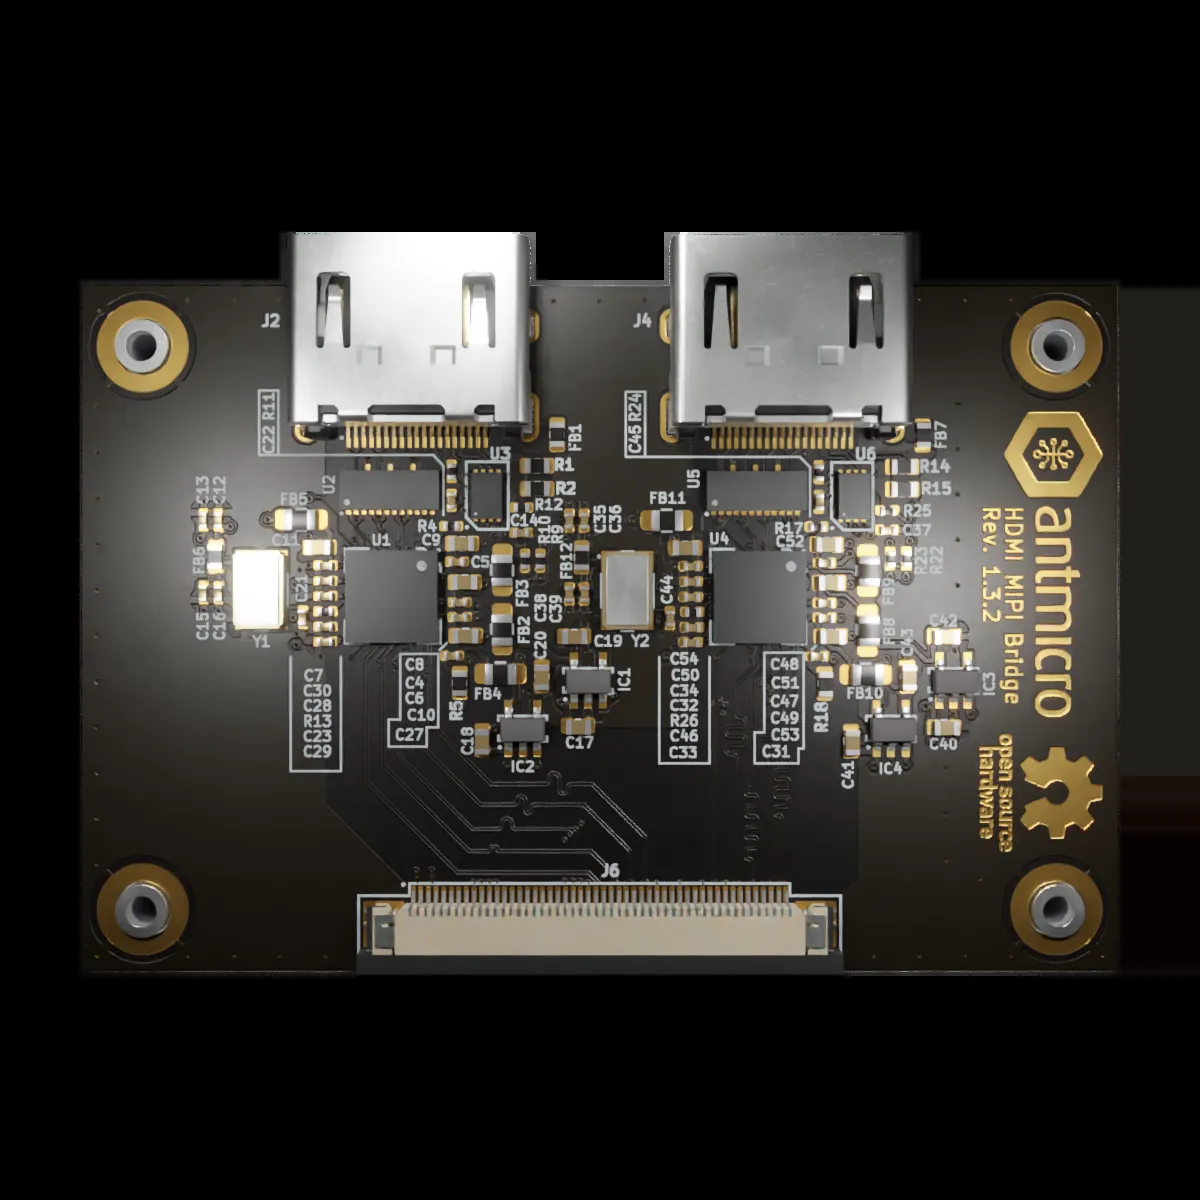 J2
J4
C22 R11
C45 R24
FB1
FB7
U3
U6
R1
R2
R14
R15
U2
U5
C13
C12
FB5
FB11
R12
C14
R10
R9
C35
C36
R25
C37
R4
C9
R17
C52
C11
U1
U4
FB6
C5
FB12
FB9
R23
R22
C21
FB3
FB2
C38
C39
C44
FB8
C15
C16
Y1
C20
C19
Y2
C43
C42
C7
C30
C28
R13
C23
C29
C8
C4
C6
C10
C27
R5
FB4
IC1
C54
C50
C34
C32
R26
C46
C33
C48
C51
C47
C49
C53
C31
R18
FB10
IC3
C18
C17
IC2
C41
IC4
C40
J6
antmicro
HDMI MIPI Bridge
Rev. 1.3.2
open source
hardware